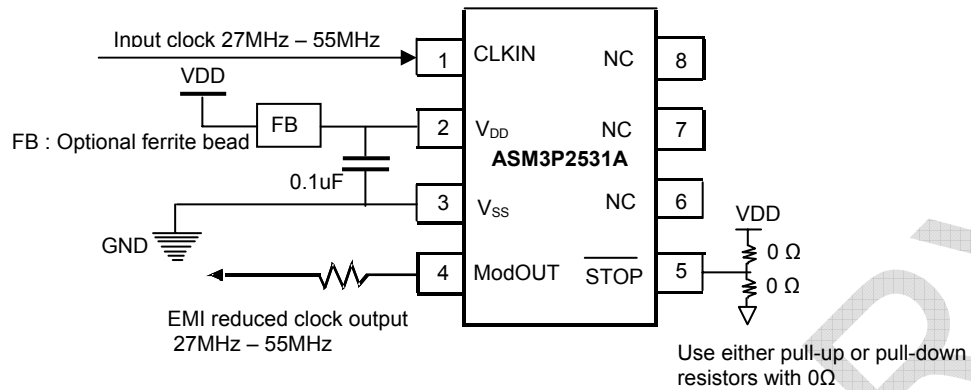 Input clock 27MHz – 55MHz
VDD
FB : Optional ferrite bead
FB
0.1uF
GND
EMI reduced clock output
27MHz – 55MHz
1 CLKIN NC 8
2 VDD NC 7
ASM3P2531A
3 VSS NC 6
4 ModOUT STOP 5
VDD
0 Ω
0 Ω
Use either pull-up or pull-down
resistors with 0Ω